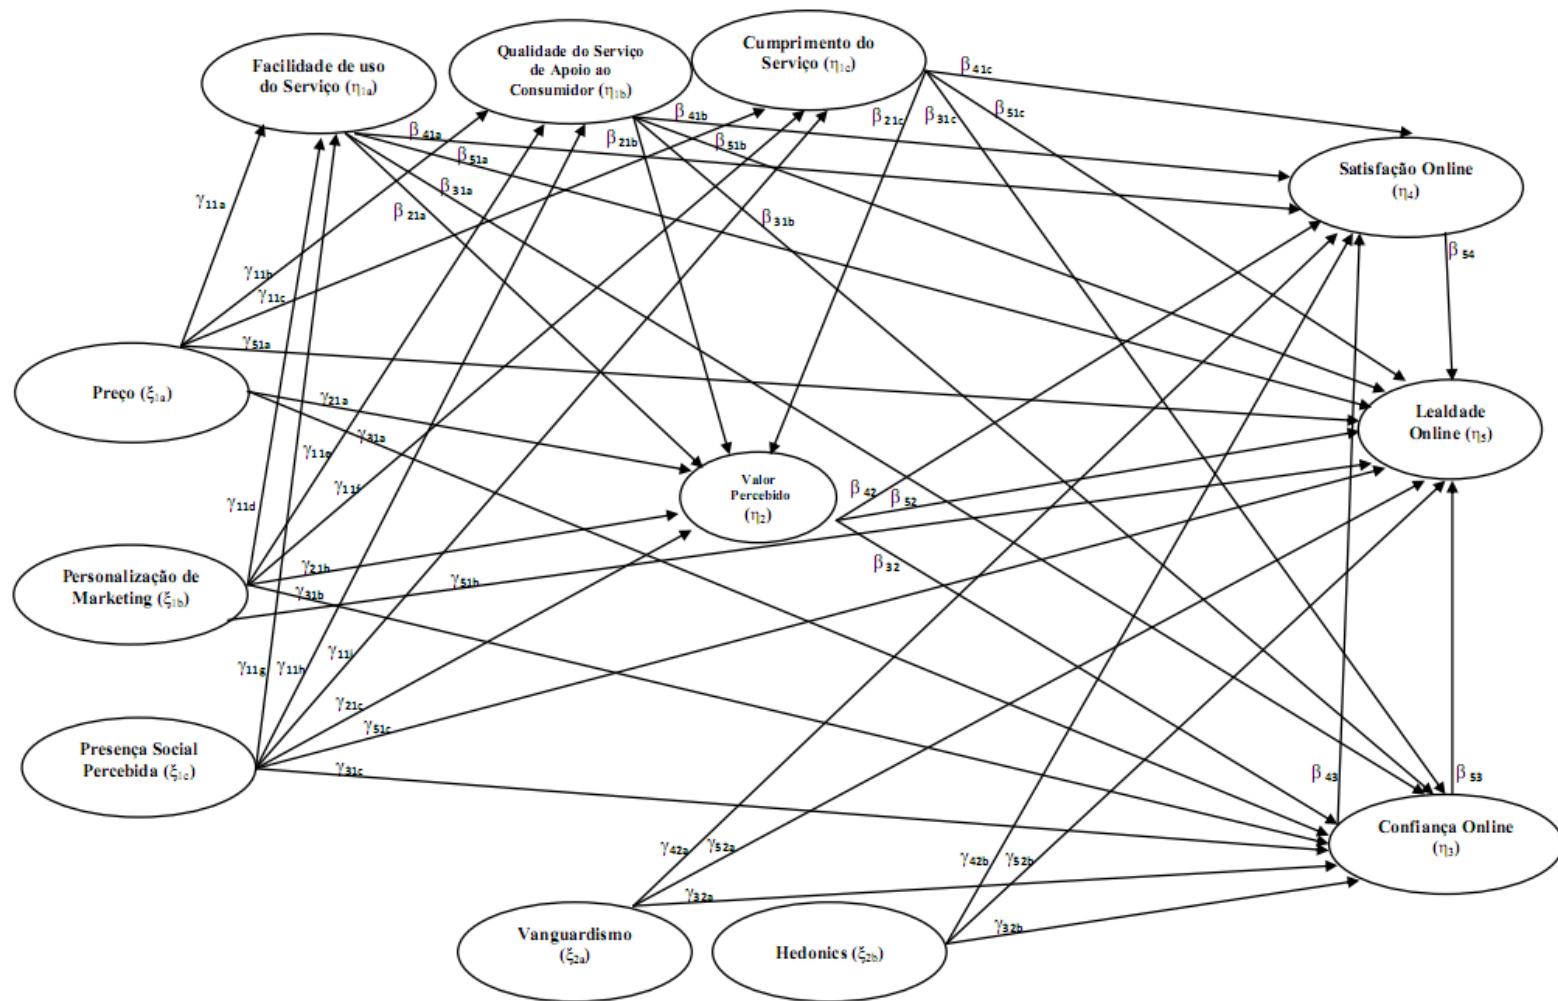 Facilidade de uso
do Serviço (η1a)
Qualidade do Serviço
de Apoio ao
Consumidor (η1b)
Cumprimento do
Serviço (η1c)
β41c
β41b
β21c
β31c
β51c
β41a
β21b
β51b
β51a
β31a
Satisfação Online
(η4)
γ11a
β21a
β31b
β54
γ11b
γ11c
γ51a
Preço (ξ1a)
γ21a
Lealdade
Online (η5)
γ31a
γ11e
γ11f
γ11d
Valor
Percebido
(η2)
β42
β52
Personalização de
Marketing (ξ1b)
γ21b
γ51b
γ31b
β32
γ11g
γ11h
γ11i
γ21c
γ51c
Presença Social
Percebida (ξ1c)
γ31c
β43
β53
Confiança Online
(η3)
γ42a
γ52a
γ42b
γ52b
γ32a
γ32b
Vanguardismo
(ξ2a)
Hedonics (ξ2b)